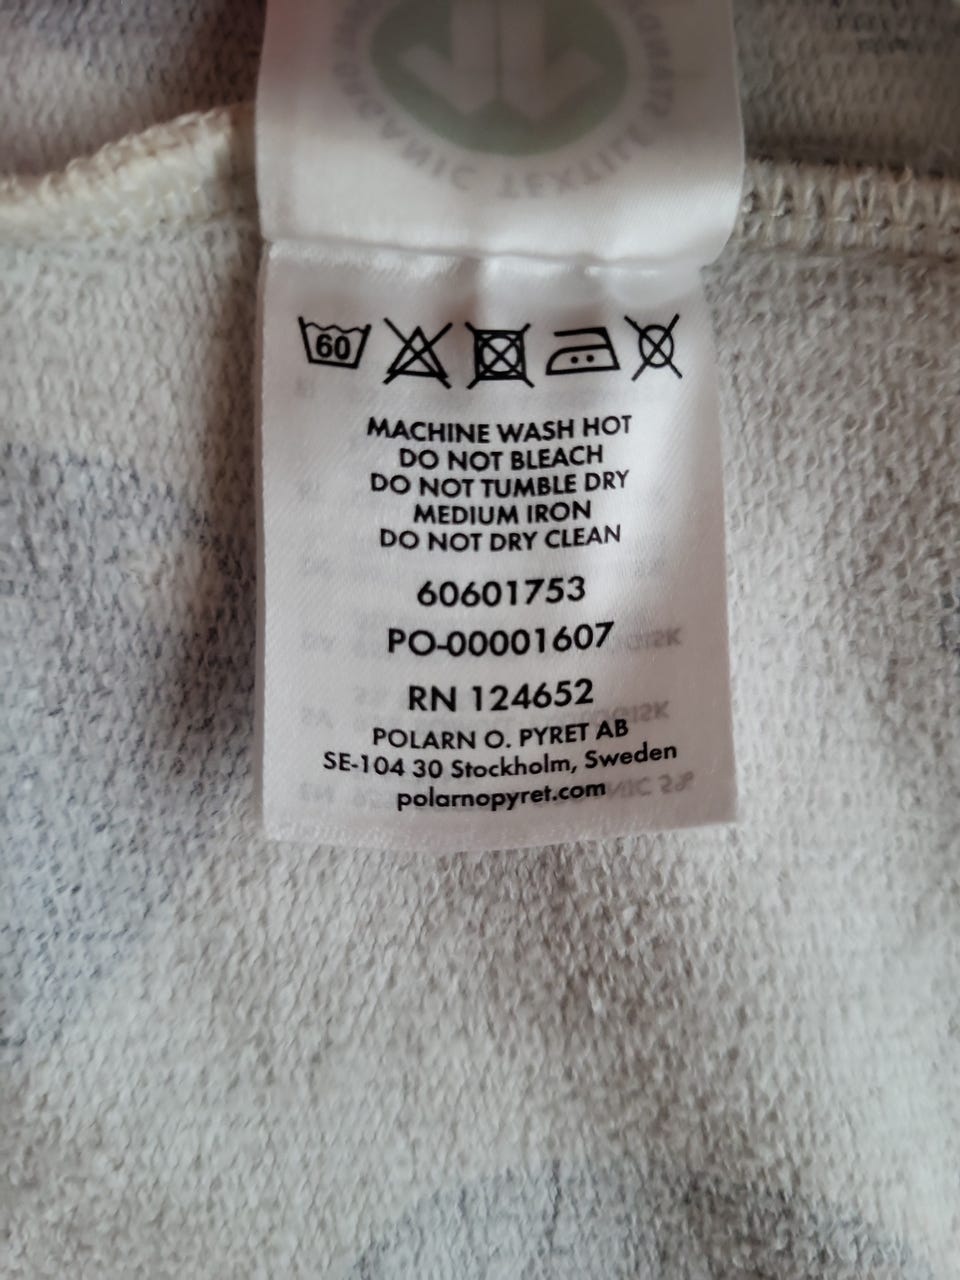 60
MACHINE WASH HOT
DO NOT BLEACH
DO NOT TUMBLE DRY
MEDIUM IRON
DO NOT DRY CLEAN
60601753
PO-00001607
RN 124652
POLARN O. PYRET AB
SE-104 30 Stockholm, Sweden
polarnopyret.com